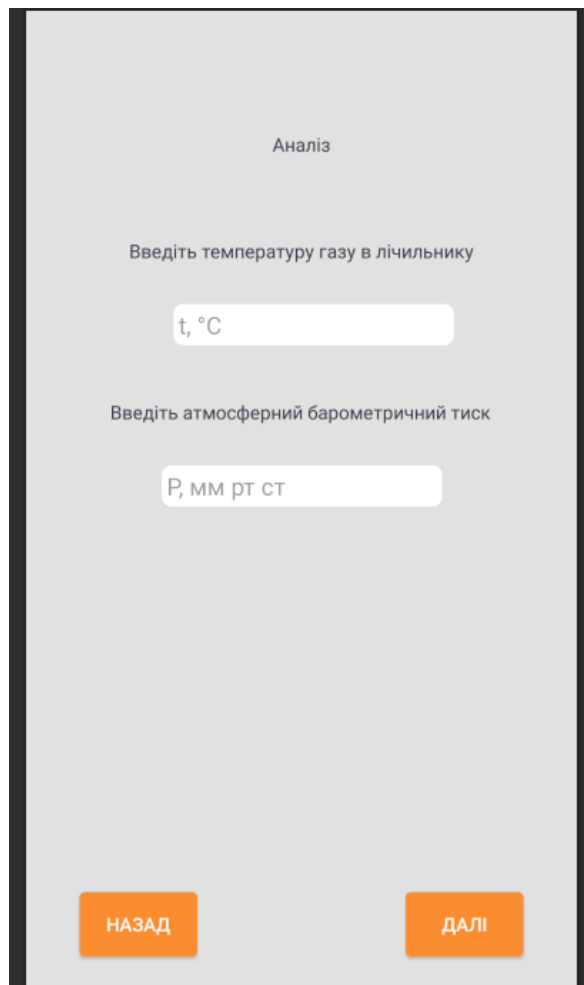 Аналіз
Введіть температуру газу в лічильнику
t, °C
Введіть атмосферний барометричний тиск
P, мм рт ст
НАЗАД
ДАЛІ